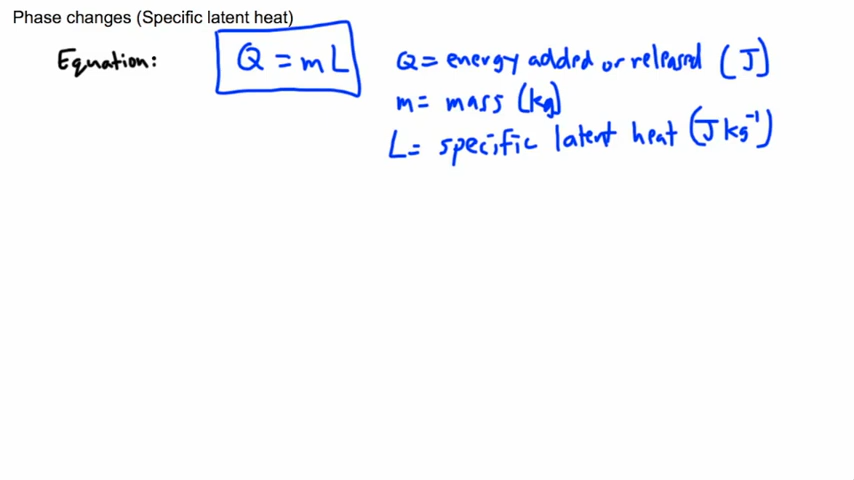 Phase changes (Specific latent heat)
Equation: Q = mL Q = energy added or released (J)
m = mass (kg)
L = specific latent heat (J kg⁻¹)